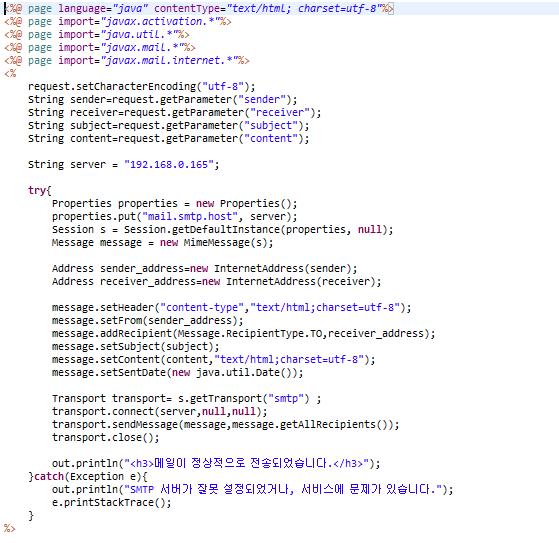 <%@ page language="java" contentType="text/html; charset=utf-8"%>
<%@ page import="javax.activation.*"%>
<%@ page import="java.util.*"%>
<%@ page import="javax.mail.*"%>
<%@ page import="javax.mail.internet.*"%>
<%
    request.setCharacterEncoding("utf-8");
    String sender=request.getParameter("sender");
    String receiver=request.getParameter("receiver");
    String subject=request.getParameter("subject");
    String content=request.getParameter("content");

    String server = "192.168.0.165";

    try{
        Properties properties = new Properties();
        properties.put("mail.smtp.host", server);
        Session s = Session.getDefaultInstance(properties, null);
        Message message = new MimeMessage(s);

        Address sender_address=new InternetAddress(sender);
        Address receiver_address=new InternetAddress(receiver);

        message.setHeader("content-type","text/html;charset=utf-8");
        message.setFrom(sender_address);
        message.addRecipient(Message.RecipientType.TO,receiver_address);
        message.setSubject(subject);
        message.setContent(content,"text/html;charset=utf-8");
        message.setSentDate(new java.util.Date());

        Transport transport= s.getTransport("smtp") ;
        transport.connect(server,null,null);
        transport.sendMessage(message,message.getAllRecipients());
        transport.close();

        out.println("<h3>메일이 정상적으로 전송되었습니다.</h3>");
    }catch(Exception e){
        out.println("SMTP 서버가 잘못 설정되었거나, 서비스에 문제가 있습니다.");
        e.printStackTrace();
    }
%>